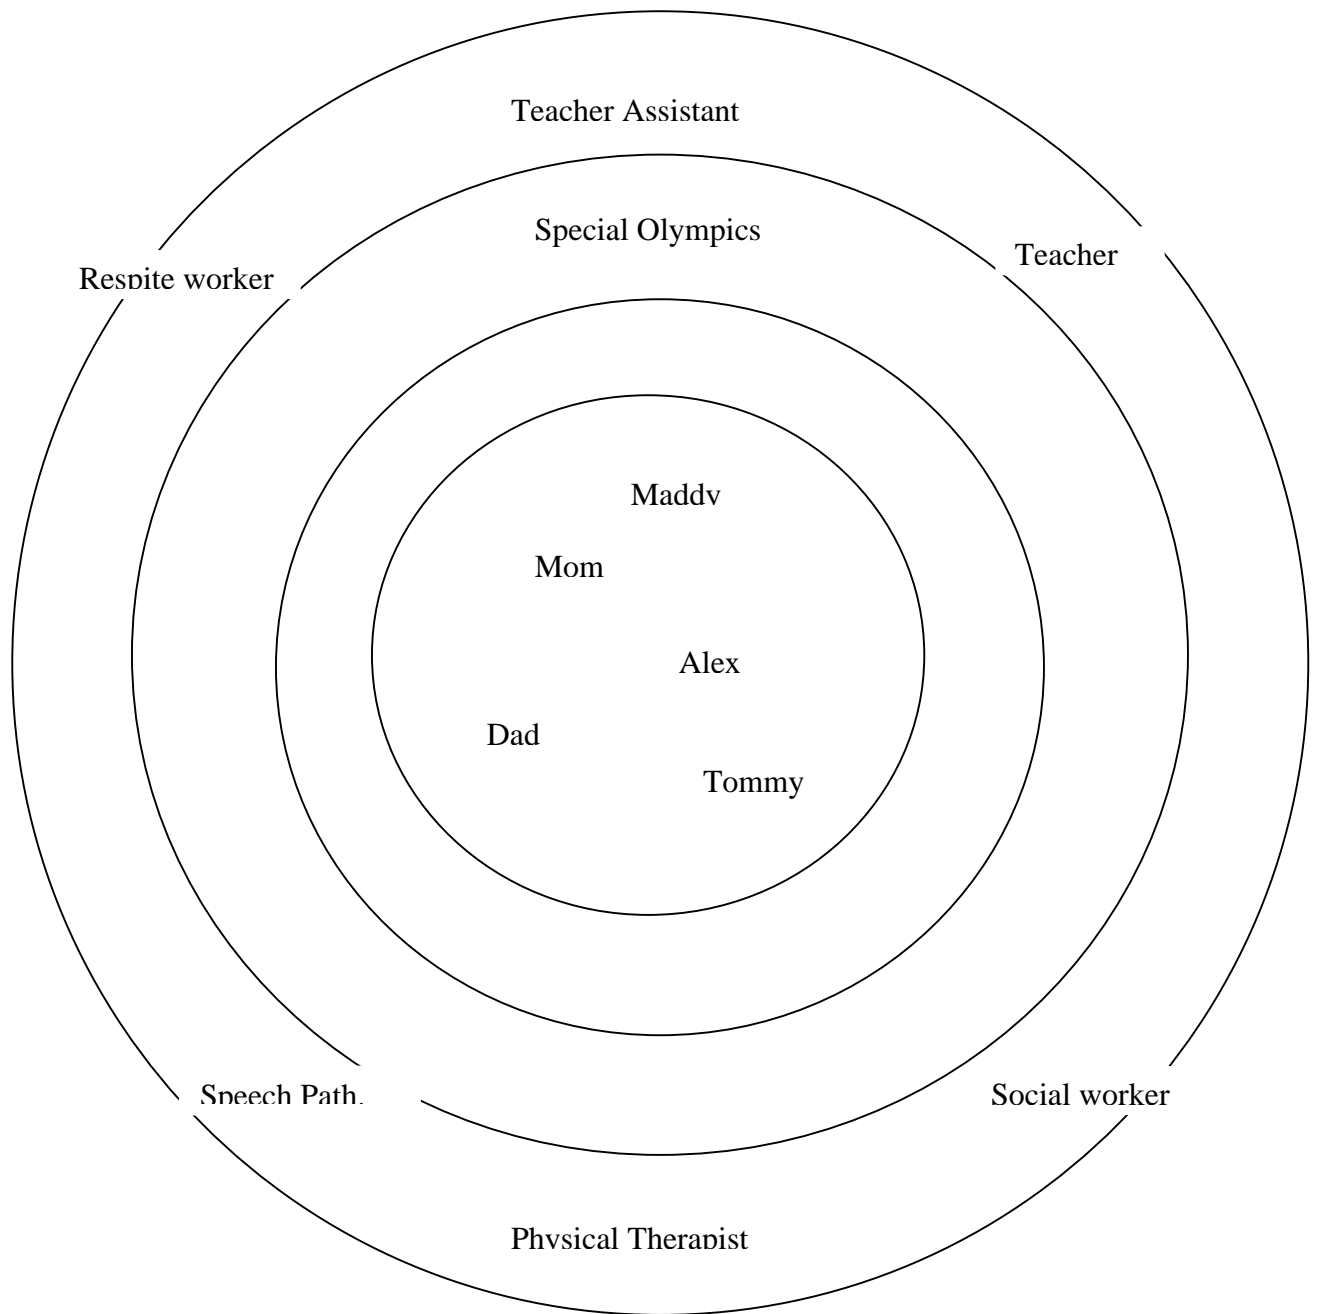 Teacher Assistant
Special Olympics
Teacher
Respite worker
Maddy
Mom
Alex
Dad
Tommy
Speech Path.
Social worker
Physical Therapist